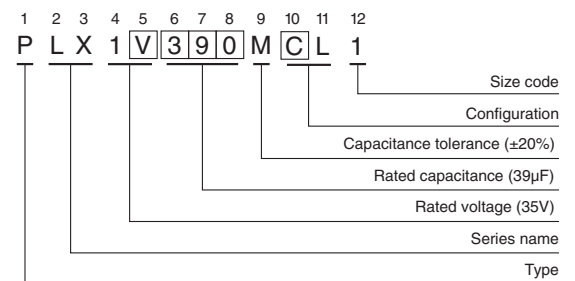 1 2 3 4 5 6 7 8 9 10 11 12
P L X 1 V 3 9 0 M C L 1
Size code
Configuration
Capacitance tolerance (±20%)
Rated capacitance (39µF)
Rated voltage (35V)
Series name
Type